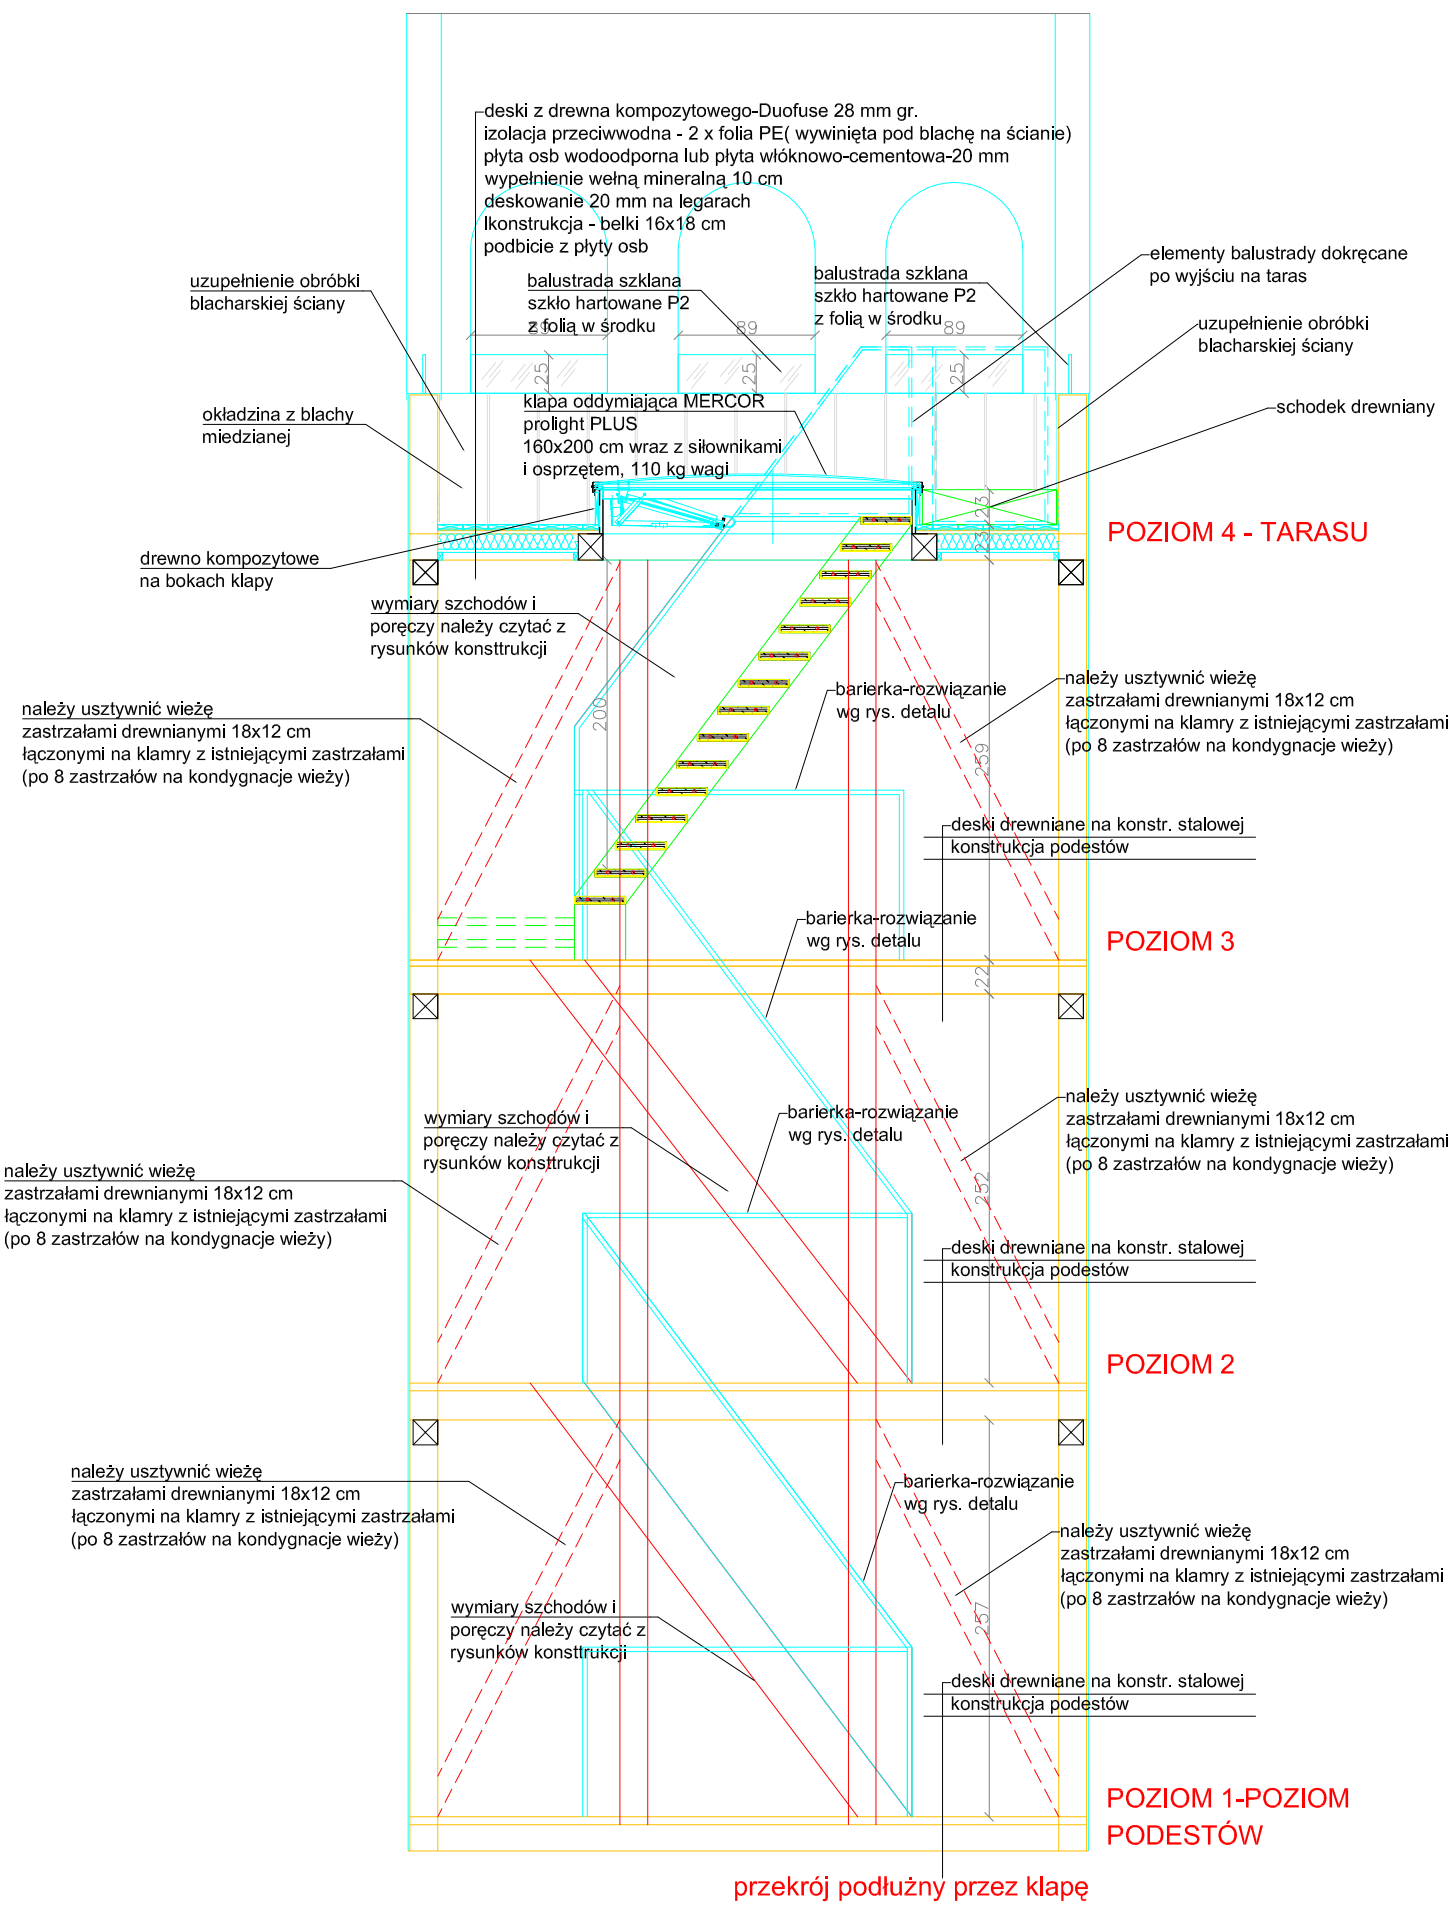 deski z drewna kompozytowego-Duofuse 28 mm gr.
izolacja przeciwwodna - 2 x folia PE( wywinięta pod blachę na ścianie)
płyta osb wodoodporna lub płyta włóknowo-cementowa-20 mm
wypełnienie wełną mineralną 10 cm
deskowanie 20 mm na legarach
lkonstrukcja - belki 16x18 cm
podbicie z płyty osb
elementy balustrady dokręcane
po wyjściu na taras
uzupełnienie obróbki
blacharskiej ściany
balustrada szklana
szkło hartowane P2
z folią w środku
balustrada szklana
szkło hartowane P2
z folią w środku
uzupełnienie obróbki
blacharskiej ściany
89
89
89
25
25
25
okładzina z blachy
miedzianej
klapa oddymiająca MERCOR
prolight PLUS
160x200 cm wraz z siłownikami
i osprzętem, 110 kg wagi
schodek drewniany
23
23
POZIOM 4 - TARASU
drewno kompozytowe
na bokach klapy
wymiary szchodów i
poręczy należy czytać z
rysunków konsttrukcji
200
barierka-rozwiązanie
wg rys. detalu
należy usztywnić wieżę
zastrzałami drewnianymi 18x12 cm
łączonymi na klamry z istniejącymi zastrzałami
(po 8 zastrzałów na kondygnacje wieży)
należy usztywnić wieżę
zastrzałami drewnianymi 18x12 cm
łączonymi na klamry z istniejącymi zastrzałami
(po 8 zastrzałów na kondygnacje wieży)
259
deski drewniane na konstr. stalowej
konstrukcja podestów
barierka-rozwiązanie
wg rys. detalu
POZIOM 3
22
należy usztywnić wieżę
zastrzałami drewnianymi 18x12 cm
łączonymi na klamry z istniejącymi zastrzałami
(po 8 zastrzałów na kondygnacje wieży)
wymiary szchodów i
poręczy należy czytać z
rysunków konsttrukcji
barierka-rozwiązanie
wg rys. detalu
należy usztywnić wieżę
zastrzałami drewnianymi 18x12 cm
łączonymi na klamry z istniejącymi zastrzałami
(po 8 zastrzałów na kondygnacje wieży)
252
deski drewniane na konstr. stalowej
konstrukcja podestów
POZIOM 2
należy usztywnić wieżę
zastrzałami drewnianymi 18x12 cm
łączonymi na klamry z istniejącymi zastrzałami
(po 8 zastrzałów na kondygnacje wieży)
barierka-rozwiązanie
wg rys. detalu
należy usztywnić wieżę
zastrzałami drewnianymi 18x12 cm
łączonymi na klamry z istniejącymi zastrzałami
(po 8 zastrzałów na kondygnacje wieży)
257
wymiary szchodów i
poręczy należy czytać z
rysunków konsttrukcji
deski drewniane na konstr. stalowej
konstrukcja podestów
POZIOM 1-POZIOM
PODESTÓW
przekrój podłużny przez klapę